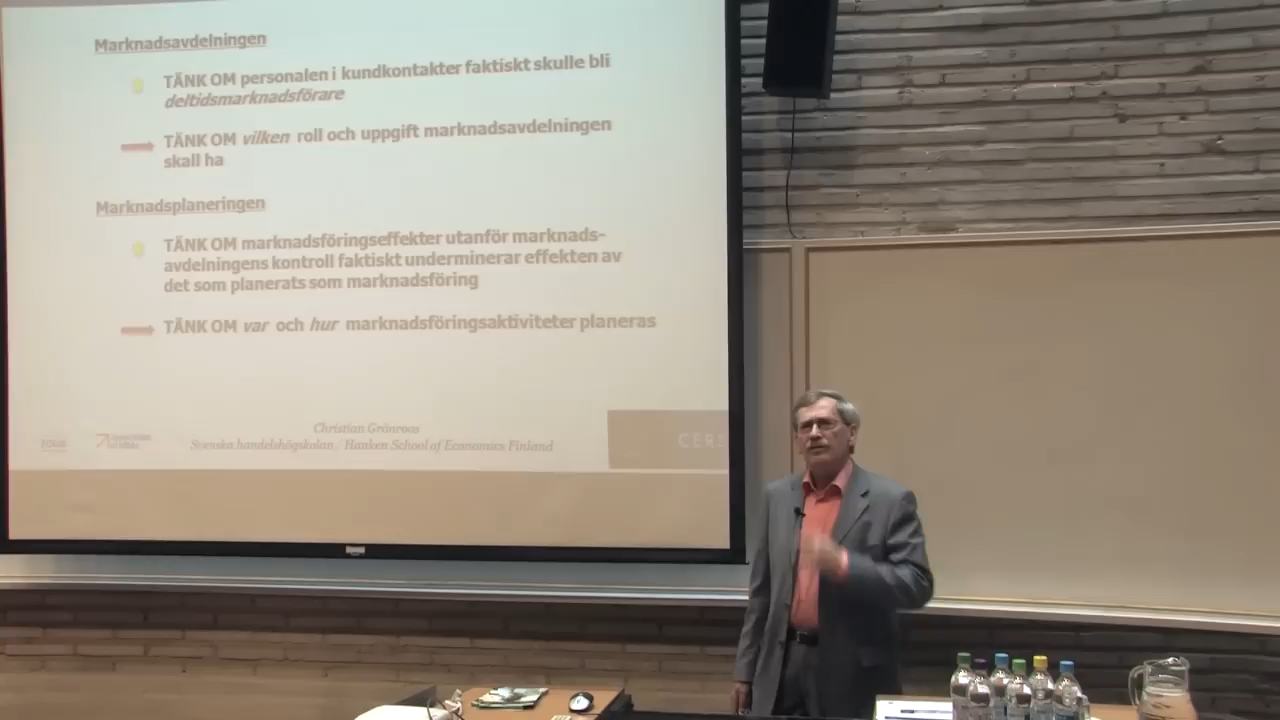 Marknadsavdelningen
TÄNK OM personalen i kundkontakter faktiskt skulle bli
deltidsmarknadsförare
TÄNK OM vilken roll och uppgift marknadsavdelningen
skall ha
Marknadsplaneringen
TÄNK OM marknadsföringseffekter utanför marknads-
avdelningens kontroll faktiskt underminerar effekten av
det som planerats som marknadsföring
TÄNK OM var och hur marknadsföringsaktiviteter planeras
Christian Grönroos
Svenska handelshögskolan / Hanken School of Economics Finland
CERS